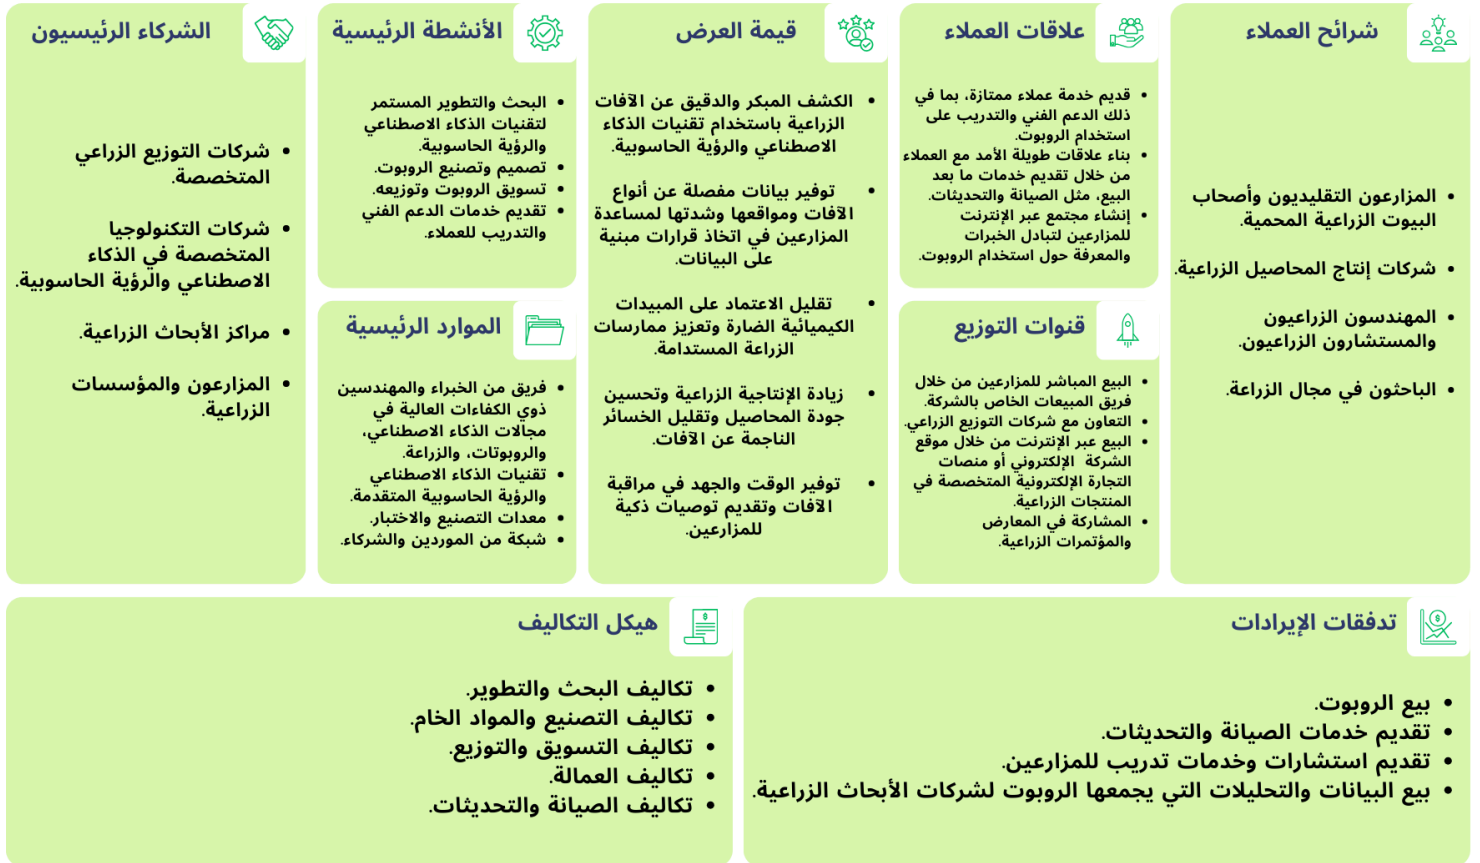 شرائح العملاء
المزارعون التقليديون وأصحاب
البيوت الزراعية المحمية.
شركات إنتاج المحاصيل الزراعية.
المهندسون الزراعيون
والمستشارون الزراعيون.
الباحثون في مجال الزراعة.
علاقات العملاء
قديم خدمة عملاء ممتازة، بما في
ذلك الدعم الفني والتدريب على
استخدام الروبوت.
بناء علاقات طويلة الأمد مع العملاء
من خلال تقديم خدمات ما بعد
البيع، مثل الصيانة والتحديثات.
إنشاء مجتمع عبر الإنترنت
للمزارعين لتبادل الخبرات
والمعرفة حول استخدام الروبوت.
قنوات التوزيع
البيع المباشر للمزارعين من خلال
فريق المبيعات الخاص بالشركة.
التعاون مع شركات التوزيع الزراعي.
البيع عبر الإنترنت من خلال موقع
الشركة الإلكتروني أو منصات
التجارة الإلكترونية المتخصصة في
المنتجات الزراعية.
المشاركة في المعارض
والمؤتمرات الزراعية.
قيمة العرض
الكشف المبكر والدقيق عن الآفات
الزراعية باستخدام تقنيات الذكاء
الاصطناعي والرؤية الحاسوبية.
توفير بيانات مفصلة عن أنواع
الآفات ومواقعها وشدتها لمساعدة
المزارعين في اتخاذ قرارات مبنية
على البيانات.
تقليل الاعتماد على المبيدات
الكيميائية الضارة وتعزيز ممارسات
الزراعة المستدامة.
زيادة الإنتاجية الزراعية وتحسين
جودة المحاصيل وتقليل الخسائر
الناجمة عن الآفات.
توفير الوقت والجهد في مراقبة
الآفات وتقديم توصيات ذكية
للمزارعين.
الأنشطة الرئيسية
البحث والتطوير المستمر
لتقنيات الذكاء الاصطناعي
والرؤية الحاسوبية.
تصميم وتصنيع الروبوت.
تسويق الروبوت وتوزيعه.
تقديم خدمات الدعم الفني
والتدريب للعملاء.
الموارد الرئيسية
فريق من الخبراء والمهندسين
ذوي الكفاءات العالية في
مجالات الذكاء الاصطناعي،
والروبوتات، والزراعة.
تقنيات الذكاء الاصطناعي
والرؤية الحاسوبية المتقدمة.
معدات التصنيع والاختبار.
شبكة من الموردين والشركاء.
الشركاء الرئيسيون
شركات التوزيع الزراعي
المتخصصة.
شركات التكنولوجيا
المتخصصة في الذكاء
الاصطناعي والرؤية الحاسوبية.
مراكز الأبحاث الزراعية.
المزارعون والمؤسسات
الزراعية.
تدفقات الإيرادات
بيع الروبوت.
تقديم خدمات الصيانة والتحديثات.
تقديم استشارات وخدمات تدريب للمزارعين.
بيع البيانات والتحليلات التي يجمعها الروبوت لشركات الأبحاث الزراعية.
هيكل التكاليف
تكاليف البحث والتطوير.
تكاليف التصنيع والمواد الخام.
تكاليف التسويق والتوزيع.
تكاليف العمالة.
تكاليف الصيانة والتحديثات.